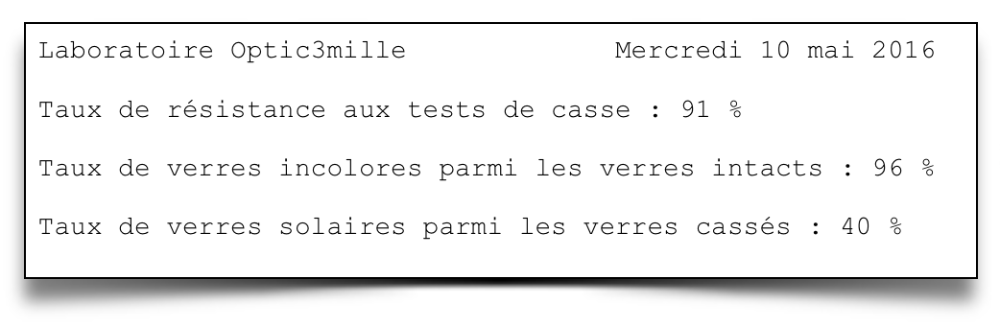 Laboratoire Optic3mille Mercredi 10 mai 2016
Taux de résistance aux tests de casse : 91 %
Taux de verres incolores parmi les verres intacts : 96 %
Taux de verres solaires parmi les verres cassés : 40 %